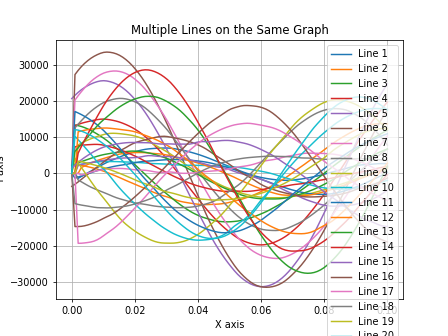 Multiple Lines on the Same Graph
30000
20000
10000
0
−10000
−20000
−30000
0.00
0.02
0.04
0.06
0.08
X axis
Line 1
Line 2
Line 3
Line 4
Line 5
Line 6
Line 7
Line 8
Line 9
Line 10
Line 11
Line 12
Line 13
Line 14
Line 15
Line 16
Line 17
Line 18
Line 19